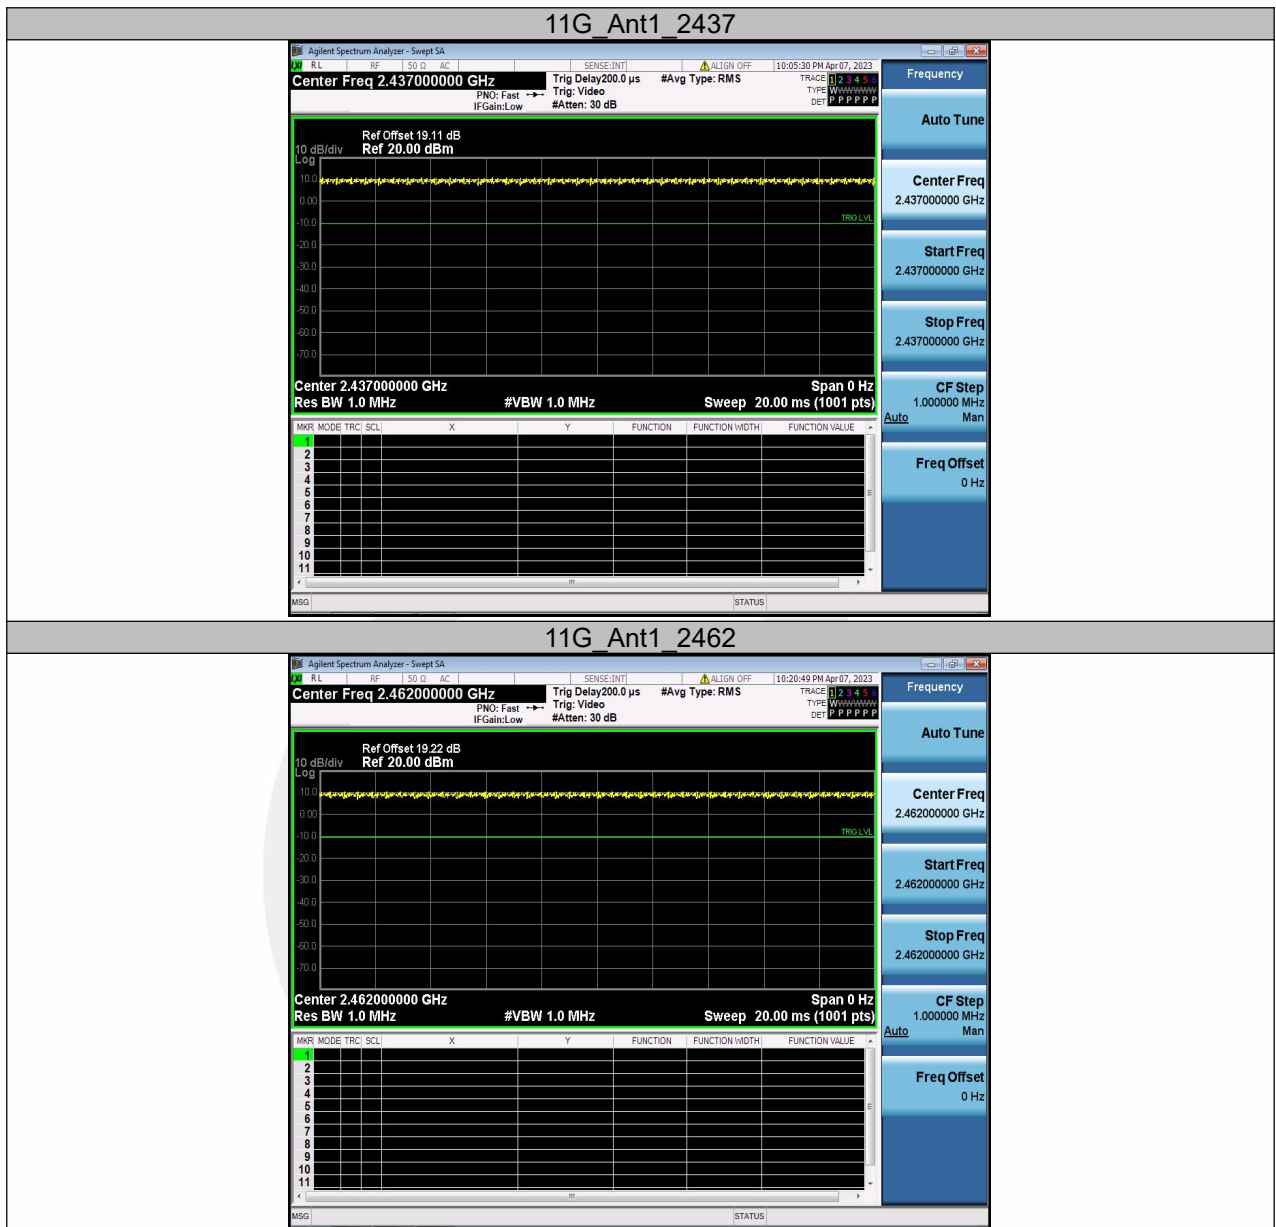 11G_Ant1_2437
Agilent Spectrum Analyzer - Swept SA
LXI RL RF 50 Ω AC SENSE:INT ALIGN OFF 10:05:30 PM Apr 07, 2023
Center Freq 2.437000000 GHz
PNO: Fast
IFGain:Low
Trig Delay200.0 µs
Trig: Video
#Atten: 30 dB
#Avg Type: RMS
TRACE 1 2 3 4 5 6
TYPE WWWWWW
DET P P P P P P
Ref Offset 19.11 dB
10 dB/div Ref 20.00 dBm
Log
10.0
0.00
-10.0
TRIG LVL
-20.0
-30.0
-40.0
-50.0
-60.0
-70.0
Center 2.437000000 GHz Span 0 Hz
Res BW 1.0 MHz #VBW 1.0 MHz Sweep 20.00 ms (1001 pts)
MKR MODE TRC SCL X Y FUNCTION FUNCTION WIDTH FUNCTION VALUE
1
2
3
4
5
6
7
8
9
10
11
MSG STATUS
Frequency
Auto Tune
Center Freq
2.437000000 GHz
Start Freq
2.437000000 GHz
Stop Freq
2.437000000 GHz
CF Step
1.000000 MHz
Auto Man
Freq Offset
0 Hz
11G_Ant1_2462
Agilent Spectrum Analyzer - Swept SA
LXI RL RF 50 Ω AC SENSE:INT ALIGN OFF 10:20:49 PM Apr 07, 2023
Center Freq 2.462000000 GHz
PNO: Fast
IFGain:Low
Trig Delay200.0 µs
Trig: Video
#Atten: 30 dB
#Avg Type: RMS
TRACE 1 2 3 4 5 6
TYPE WWWWWW
DET P P P P P P
Ref Offset 19.22 dB
10 dB/div Ref 20.00 dBm
Log
10.0
0.00
-10.0
TRIG LVL
-20.0
-30.0
-40.0
-50.0
-60.0
-70.0
Center 2.462000000 GHz Span 0 Hz
Res BW 1.0 MHz #VBW 1.0 MHz Sweep 20.00 ms (1001 pts)
MKR MODE TRC SCL X Y FUNCTION FUNCTION WIDTH FUNCTION VALUE
1
2
3
4
5
6
7
8
9
10
11
MSG STATUS
Frequency
Auto Tune
Center Freq
2.462000000 GHz
Start Freq
2.462000000 GHz
Stop Freq
2.462000000 GHz
CF Step
1.000000 MHz
Auto Man
Freq Offset
0 Hz